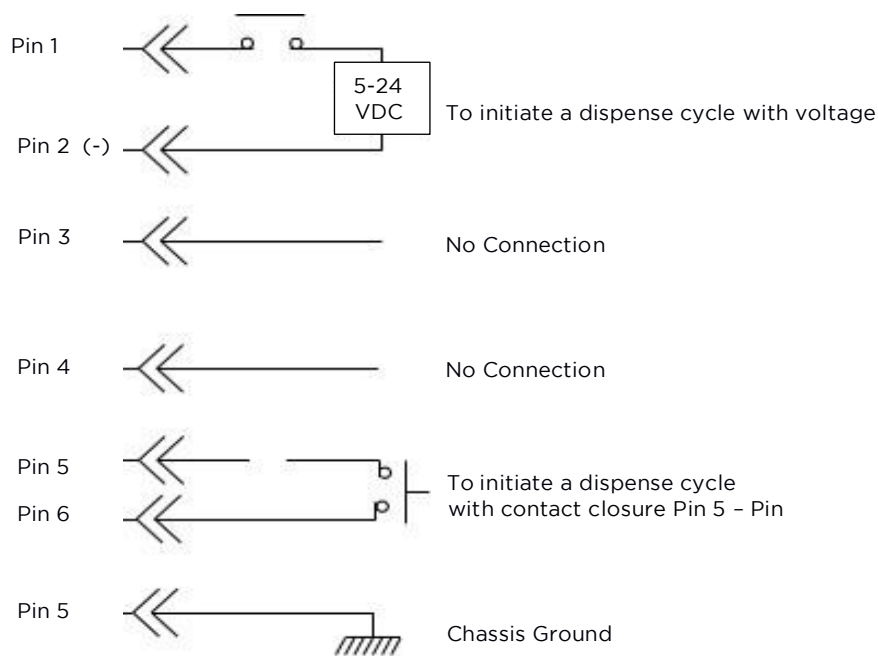 Pin 1
5-24
VDC
To initiate a dispense cycle with voltage
Pin 2 (-)
Pin 3
No Connection
Pin 4
No Connection
Pin 5
To initiate a dispense cycle
with contact closure Pin 5 – Pin
Pin 6
Pin 5
Chassis Ground